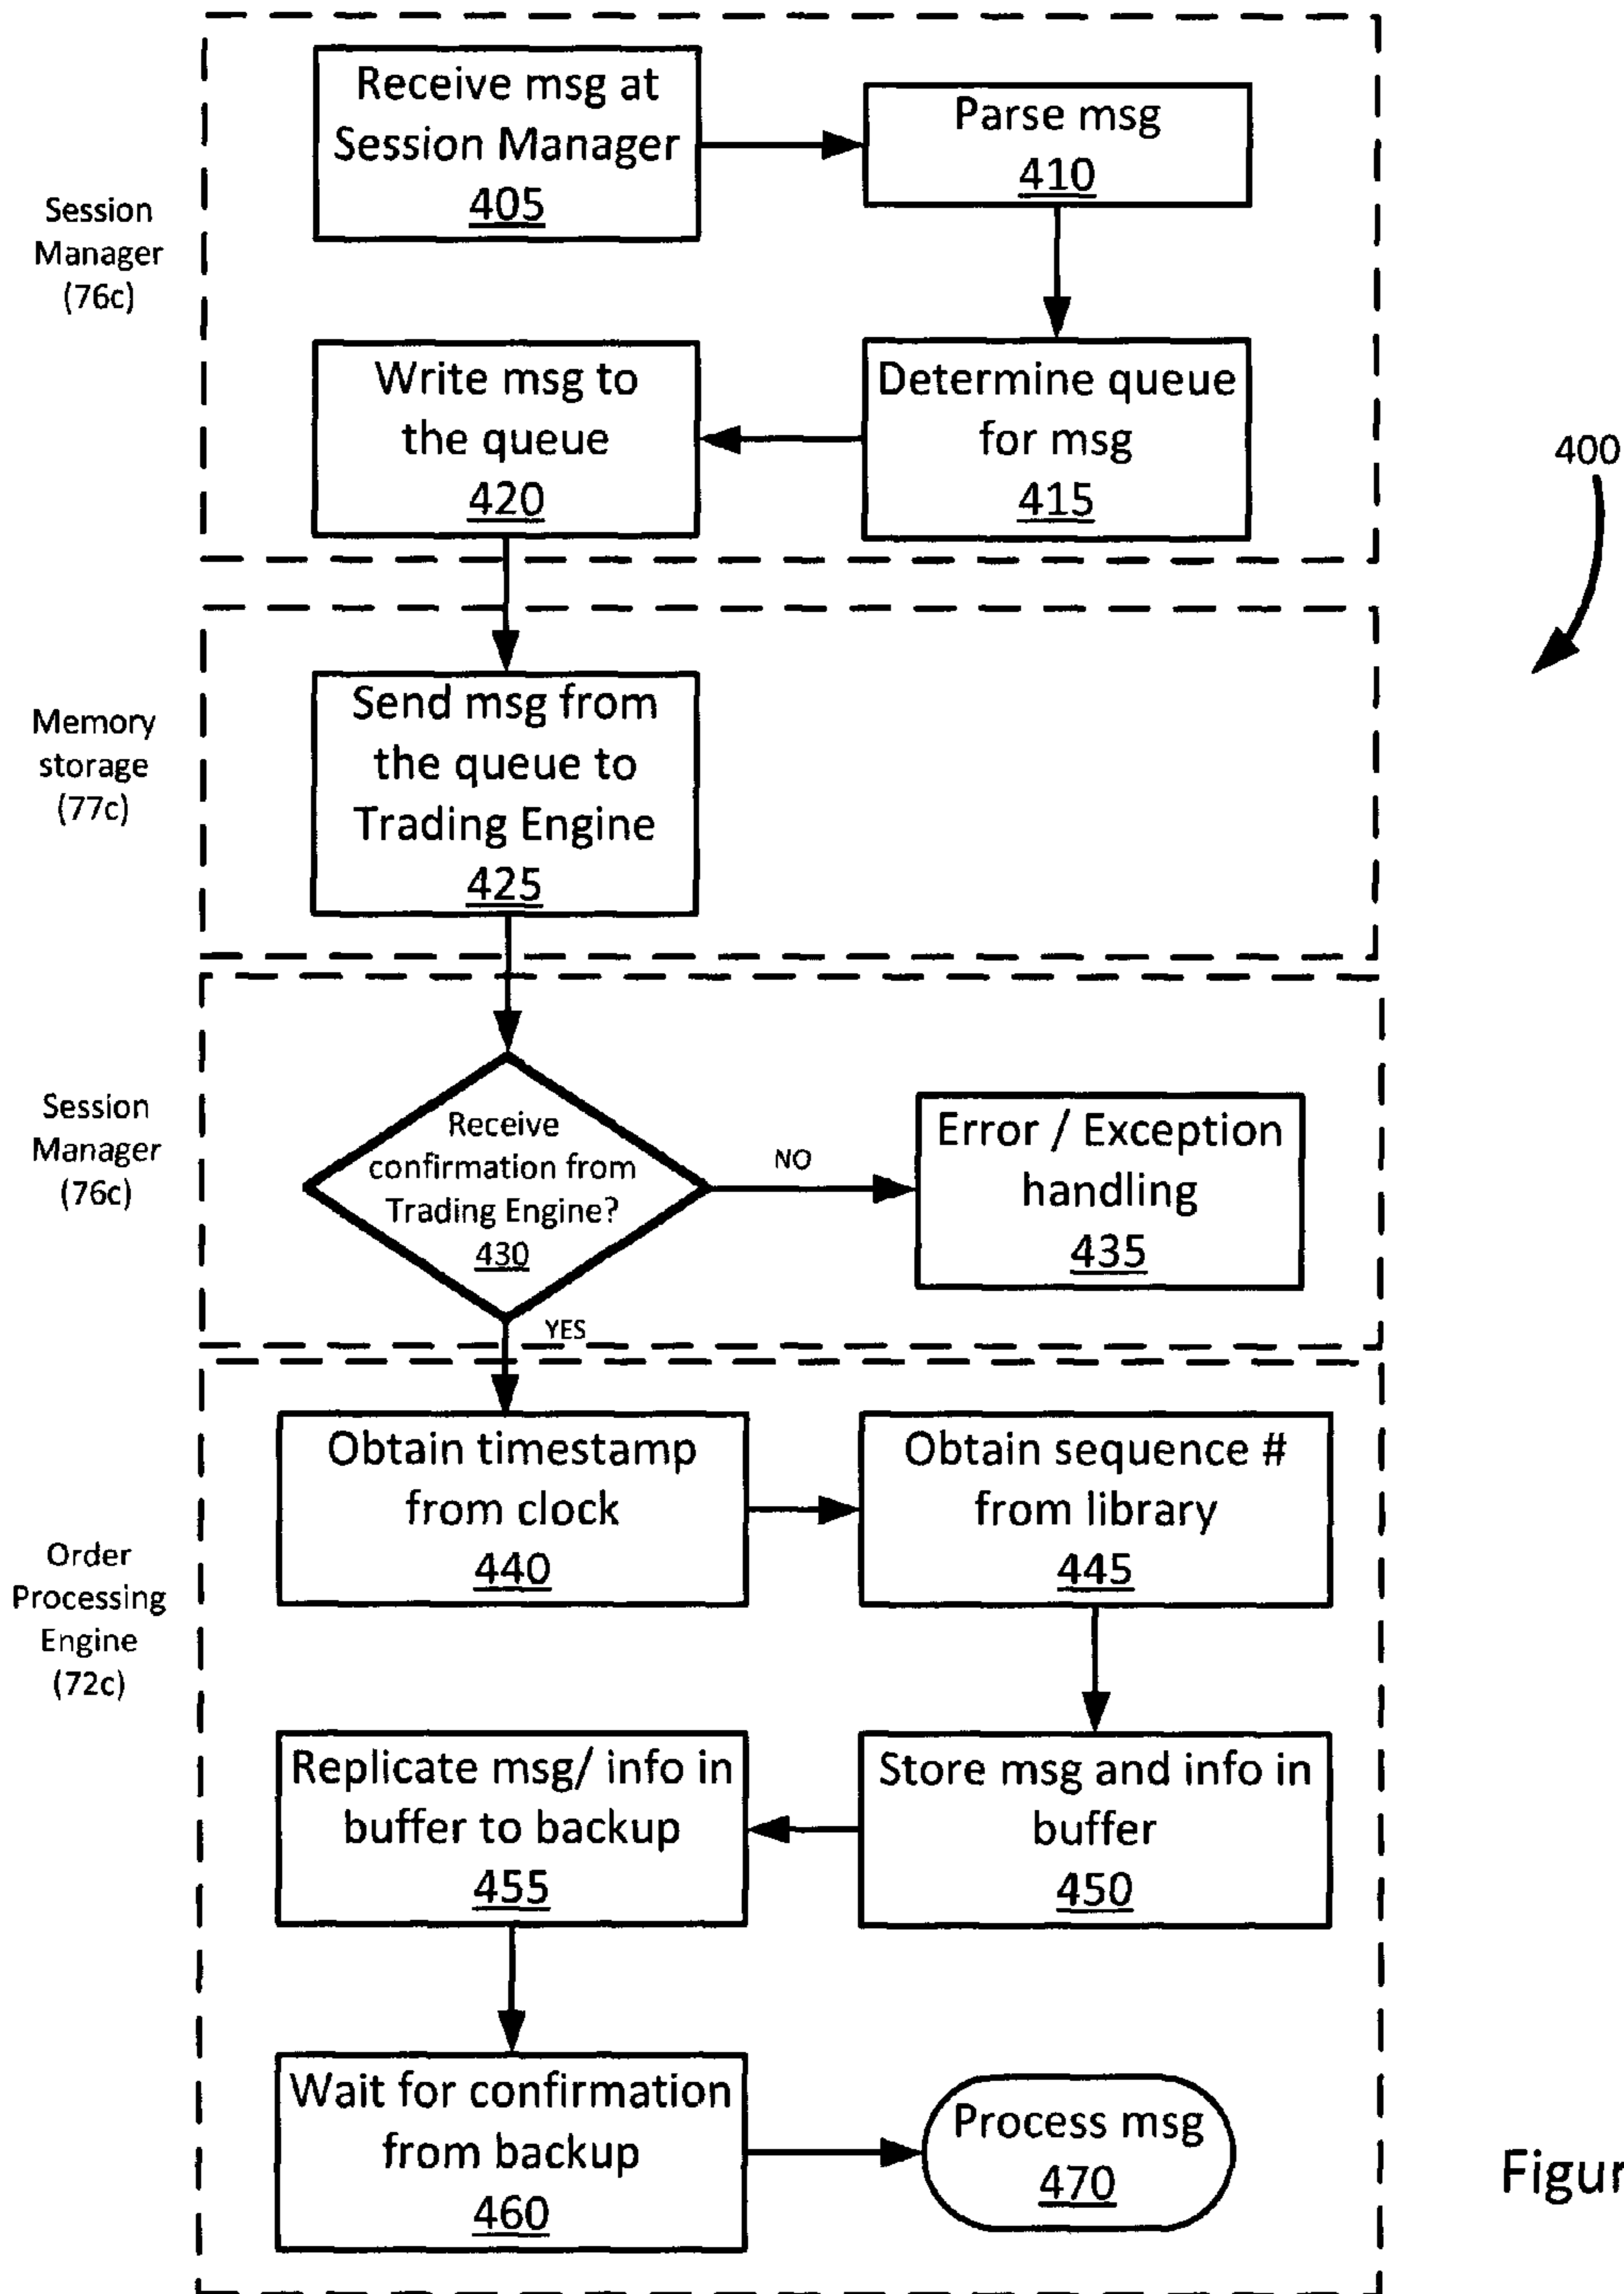 Receive msg at
Session Manager
405
Parse msg
410
Session
Manager
(76c)
Write msg to
the queue
420
Determine queue
for msg
415
400
Memory
storage
(77c)
Send msg from
the queue to
Trading Engine
425
Session
Manager
(76c)
Receive
confirmation from
Trading Engine?
430
NO
Error / Exception
handling
435
YES
Order
Processing
Engine
(72c)
Obtain timestamp
from clock
440
Obtain sequence #
from library
445
Replicate msg/ info in
buffer to backup
455
Store msg and info in
buffer
450
Wait for confirmation
from backup
460
Process msg
470
Figur